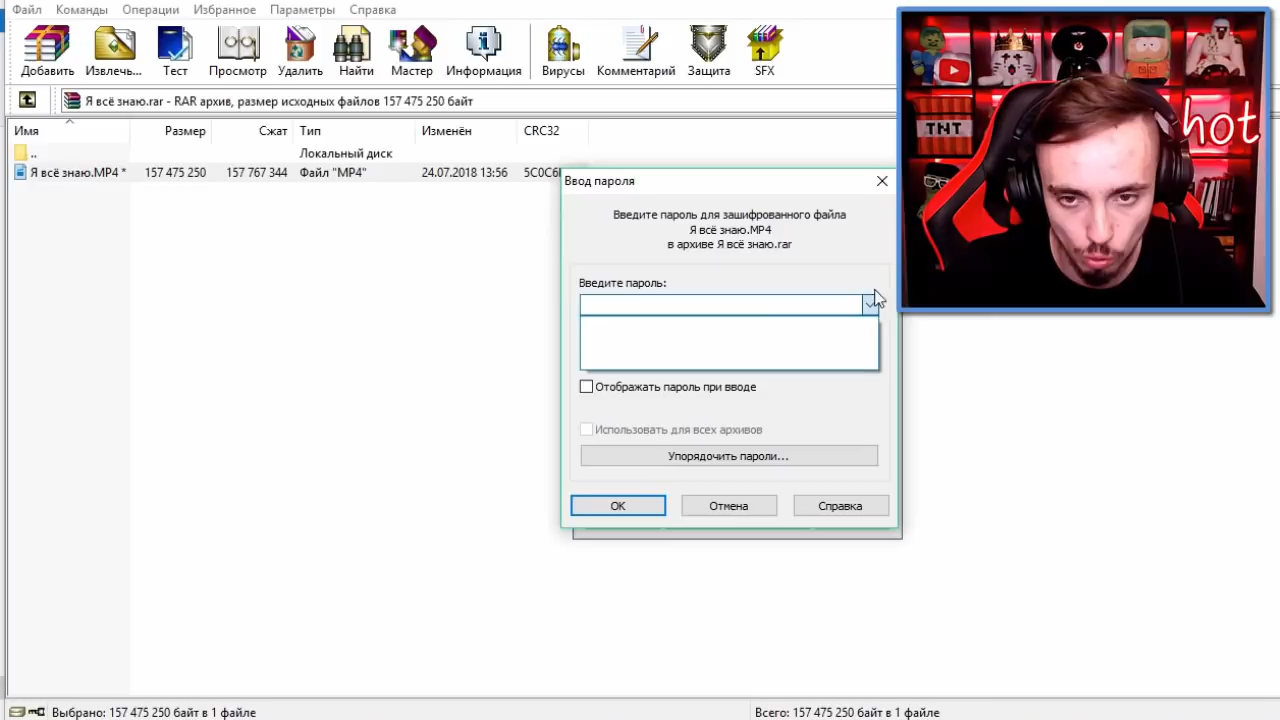 Файл Команды Операции Избранное Параметры Справка
Добавить Извлечь... Тест Просмотр Удалить Найти Мастер Информация Вирусы Комментарий Защита SFX
Я всё знаю.rar - RAR архив, размер исходных файлов 157 475 250 байт
Имя Размер Сжат Тип Изменён CRC32
.. Локальный диск
Я всё знаю.MP4 * 157 475 250 157 767 344 Файл "MP4" 24.07.2018 13:56 5C0C6
Ввод пароля
Введите пароль для зашифрованного файла
Я всё знаю.MP4
в архиве Я всё знаю.rar
Введите пароль:
Отображать пароль при вводе
Использовать для всех архивов
Упорядочить пароли...
ОК Отмена Справка
TNT
hot
Выбрано: 157 475 250 байт в 1 файле
Всего: 157 475 250 байт в 1 файле